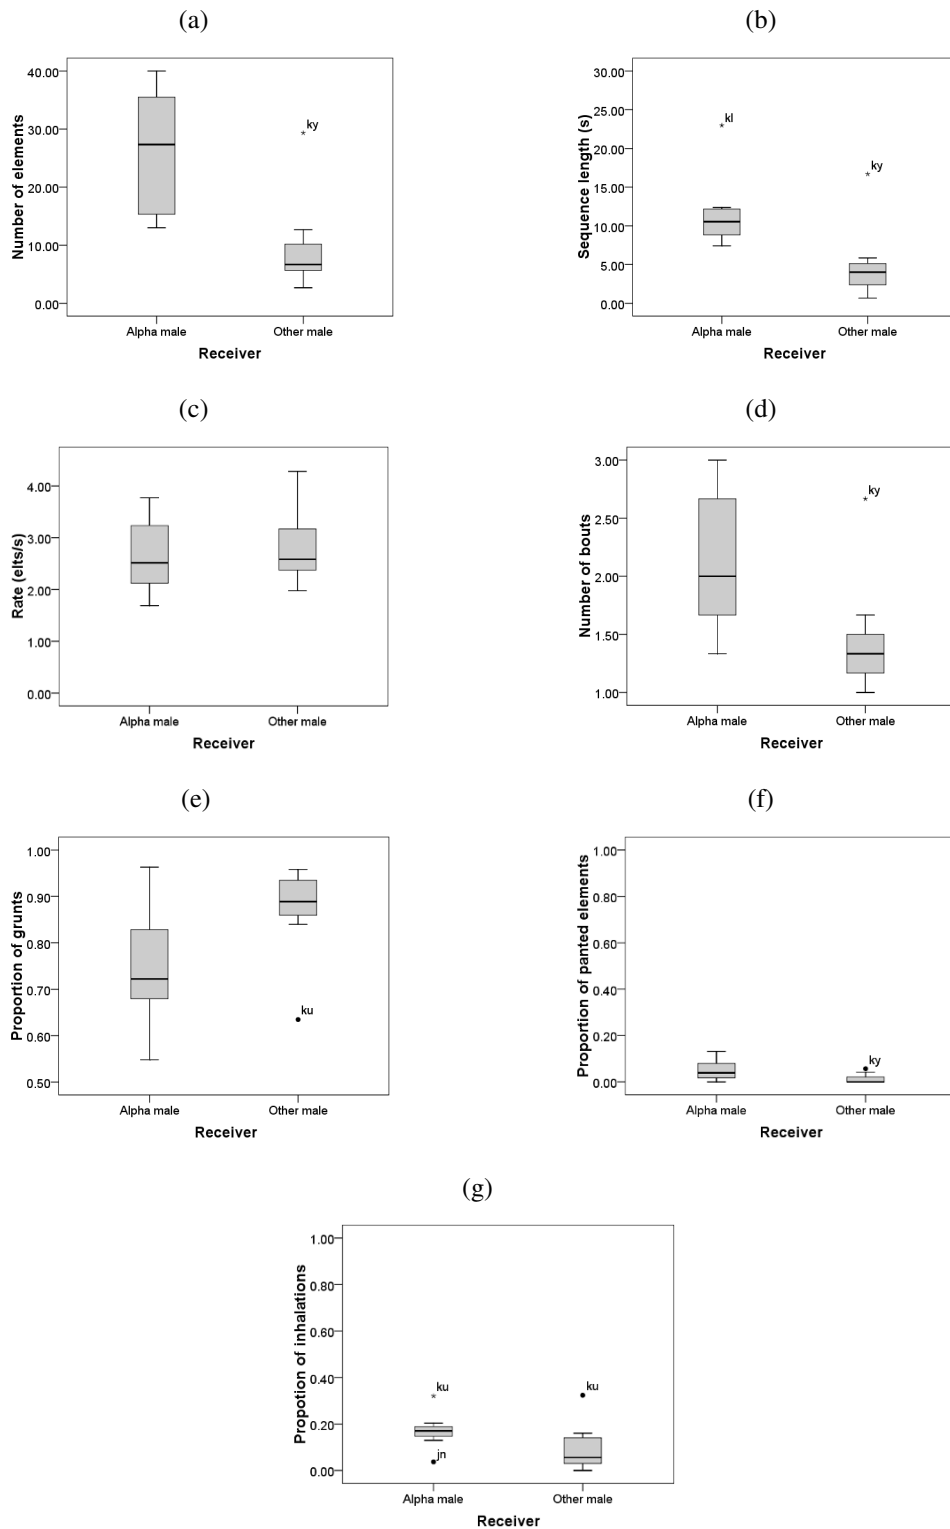 (a)
Number of elements
40.00
30.00
20.00
10.00
0.00
ky
Alpha male
Other male
Receiver
(b)
Sequence length (s)
30.00
25.00
20.00
15.00
10.00
5.00
0.00
kl
ky
Alpha male
Other male
Receiver
(c)
Rate (elts/s)
4.00
3.00
2.00
1.00
0.00
Alpha male
Other male
Receiver
(d)
Number of bouts
3.00
2.50
2.00
1.50
1.00
ky
Alpha male
Other male
Receiver
(e)
Proportion of grunts
1.00
0.90
0.80
0.70
0.60
0.50
ku
Alpha male
Other male
Receiver
(f)
Proportion of panted elements
1.00
0.80
0.60
0.40
0.20
0.00
ky
Alpha male
Other male
Receiver
(g)
Propotion of inhalations
1.00
0.80
0.60
0.40
0.20
0.00
ku
jn
ku
Alpha male
Other male
Receiver